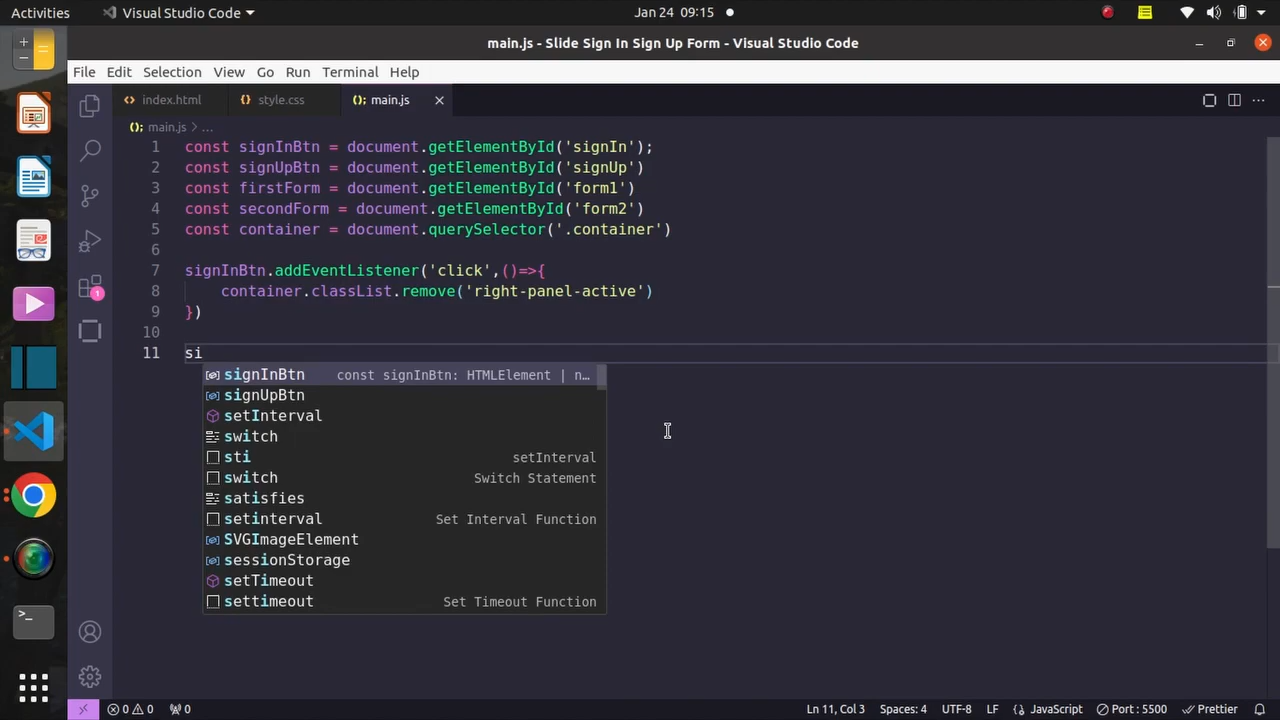 Activities
Visual Studio Code
Jan 24 09:15
main.js - Slide Sign In Sign Up Form - Visual Studio Code
File Edit Selection View Go Run Terminal Help
index.html
style.css
main.js
main.js > ...
1 const signInBtn = document.getElementById('signIn');
2 const signUpBtn = document.getElementById('signUp')
3 const firstForm = document.getElementById('form1')
4 const secondForm = document.getElementById('form2')
5 const container = document.querySelector('.container')
6
7 signInBtn.addEventListener('click',()=>{
8 container.classList.remove('right-panel-active')
9 })
10
11 si
signInBtn const signInBtn: HTMLElement | n…
signUpBtn
setInterval
switch
sti setInterval
switch Switch Statement
satisfies
setinterval Set Interval Function
SVGImageElement
sessionStorage
setTimeout
settimeout Set Timeout Function
1
0 0 0 Ln 11, Col 3 Spaces: 4 UTF-8 LF JavaScript Port : 5500 Prettier